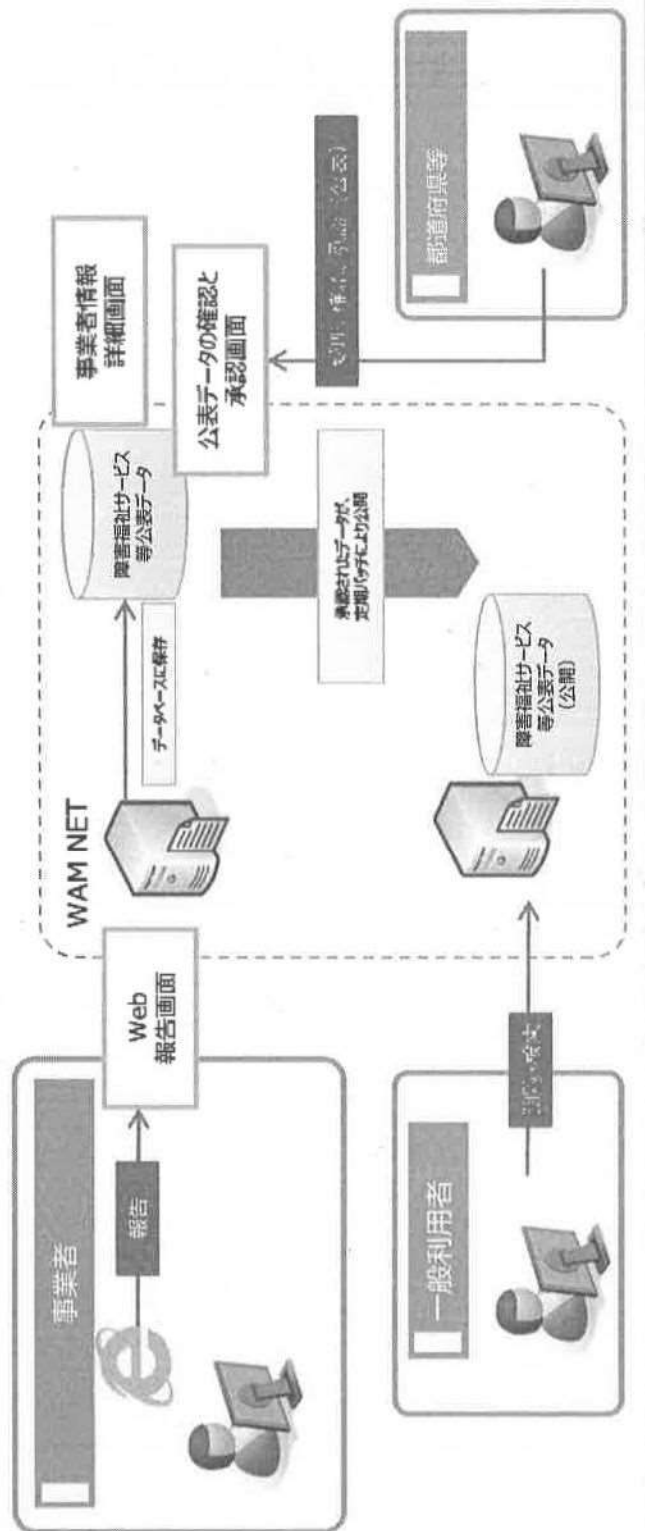 事業者
報告
Web
報告画面
WAM NET
データベースに保存
障害福祉サービス
等公表データ
事業者情報
詳細画面
公表データの確認と
承認画面
承認されたデータが、
定期バッチにより公開
都道府県等
一般利用者
障害福祉サービス
等公表データ
(公開)